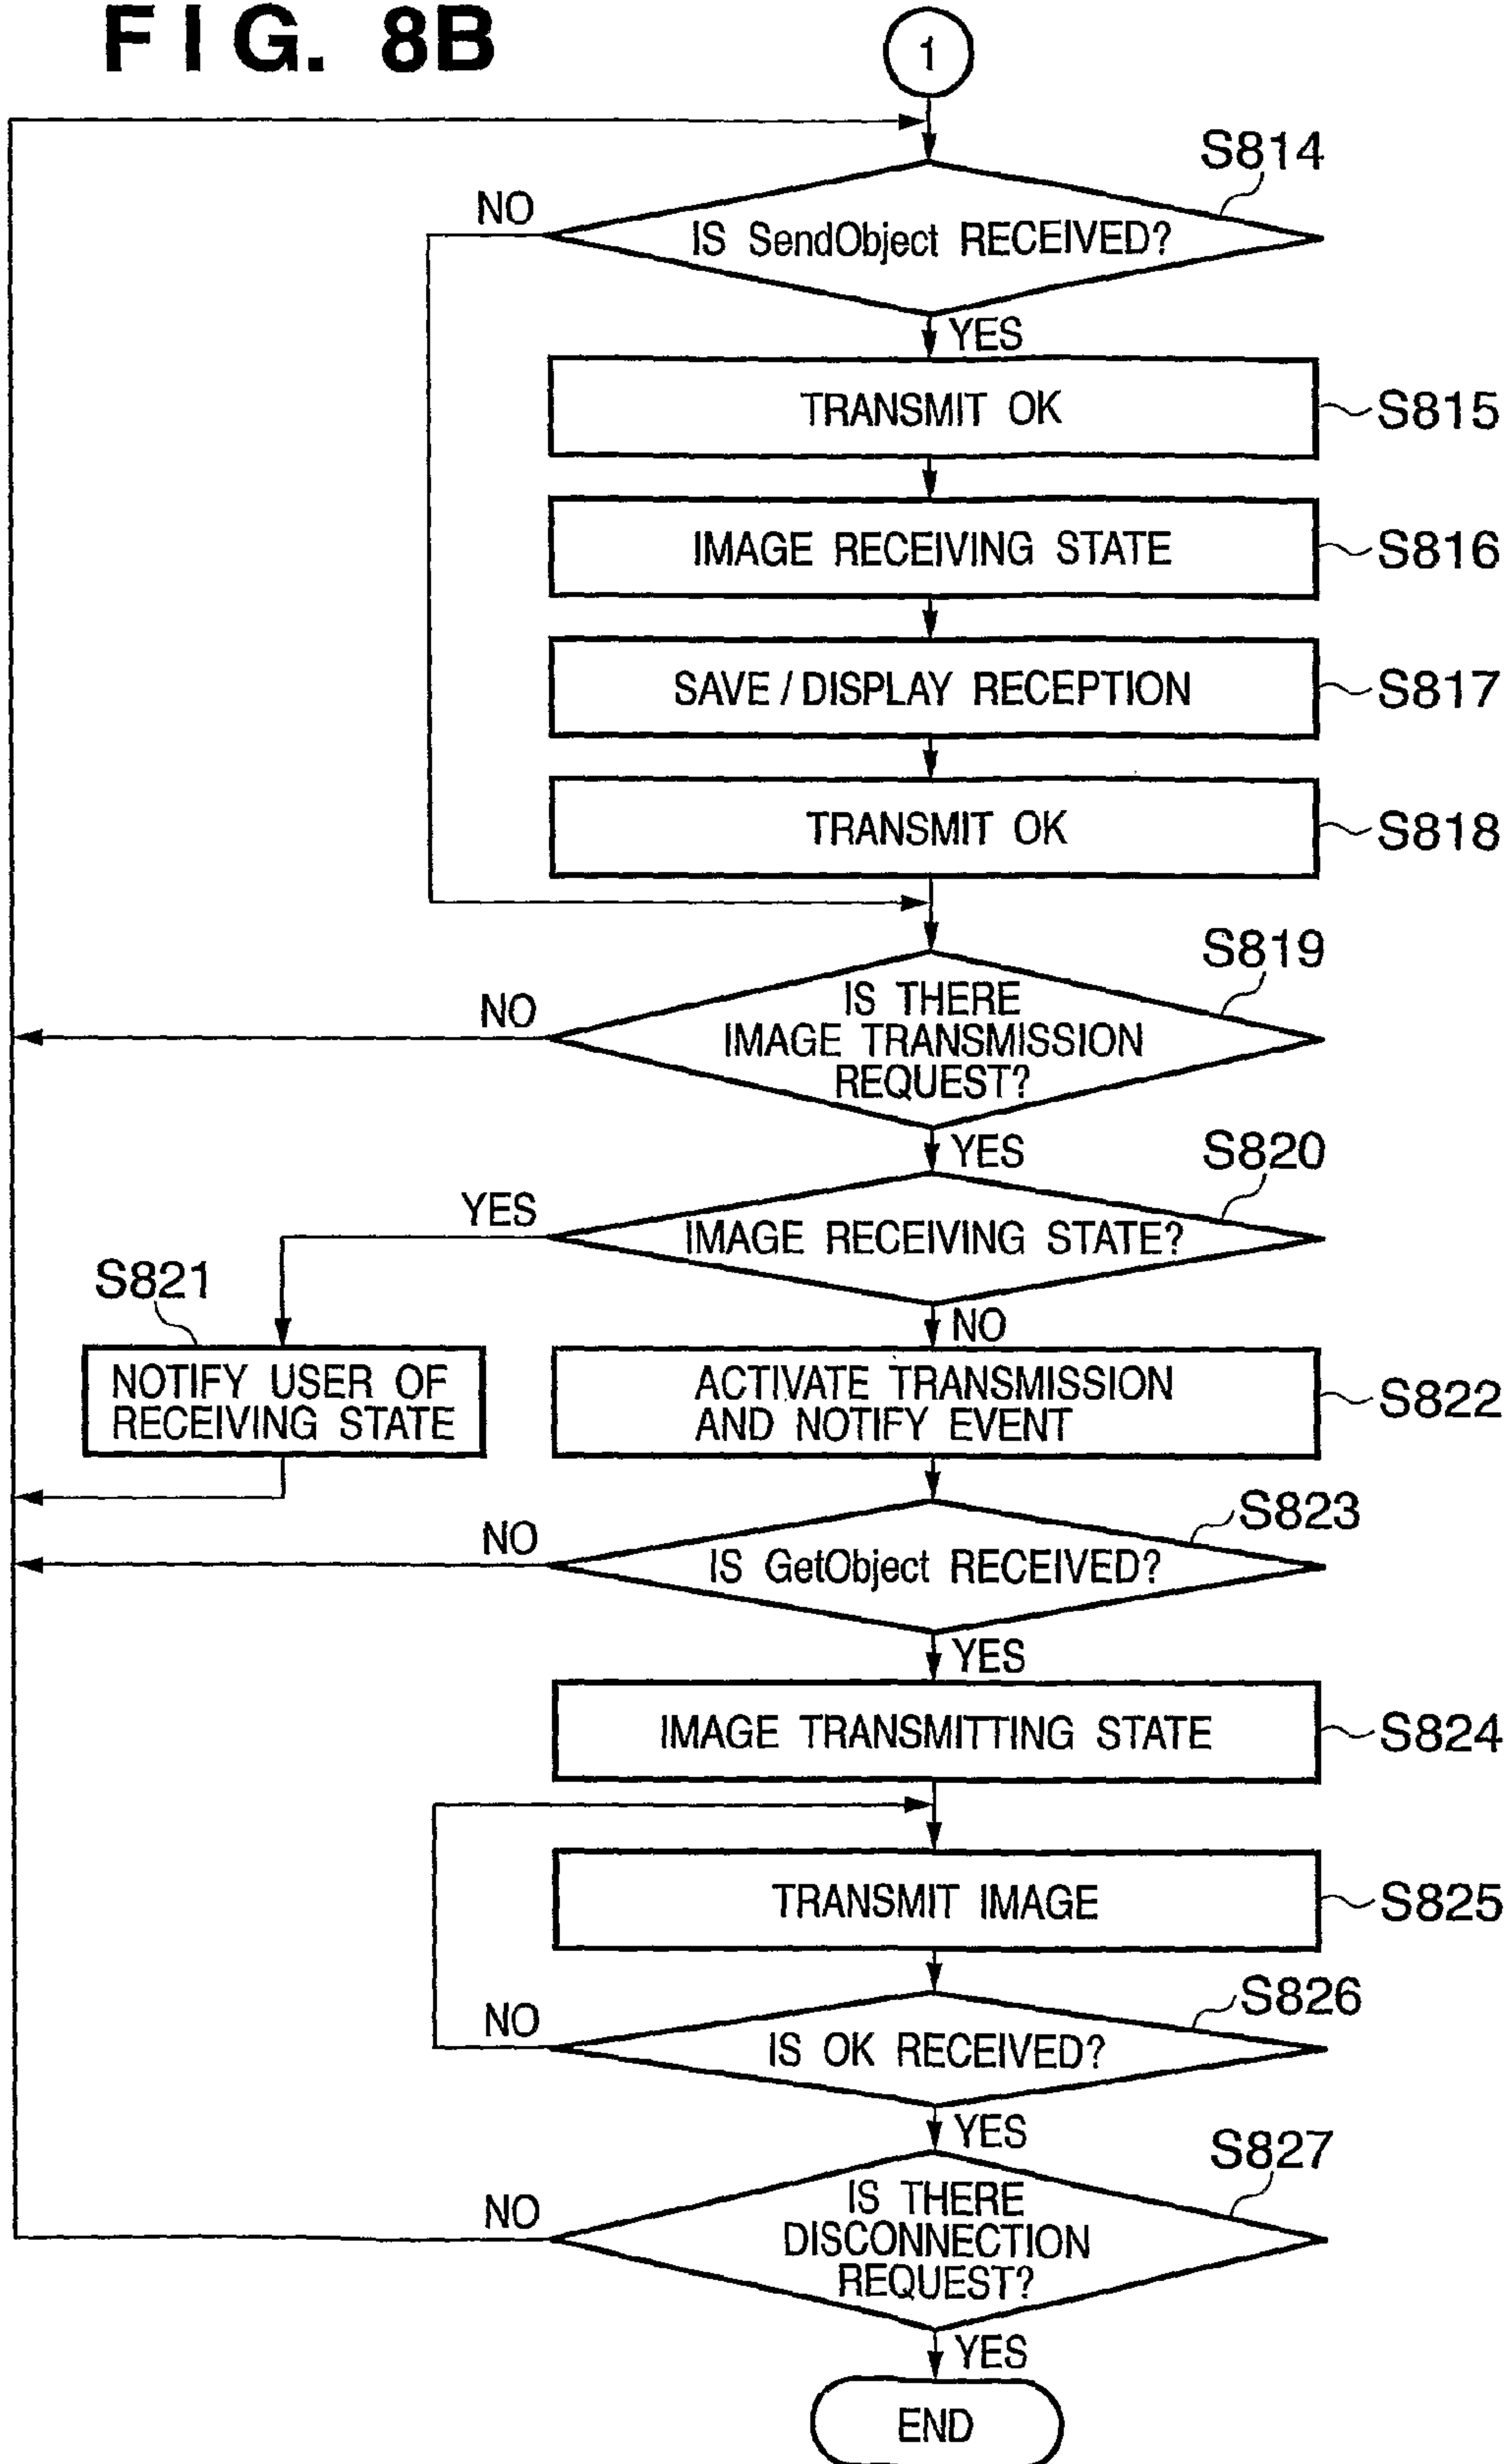 FIG. 8B
1
S814
NO
IS SendObject RECEIVED?
YES
TRANSMIT OK
S815
IMAGE RECEIVING STATE
S816
SAVE / DISPLAY RECEPTION
S817
TRANSMIT OK
S818
S819
NO
IS THERE
IMAGE TRANSMISSION
REQUEST?
YES
S820
YES
IMAGE RECEIVING STATE?
S821
NO
NOTIFY USER OF
RECEIVING STATE
ACTIVATE TRANSMISSION
AND NOTIFY EVENT
S822
S823
NO
IS GetObject RECEIVED?
YES
IMAGE TRANSMITTING STATE
S824
TRANSMIT IMAGE
S825
S826
NO
IS OK RECEIVED?
YES
S827
NO
IS THERE
DISCONNECTION
REQUEST?
YES
END